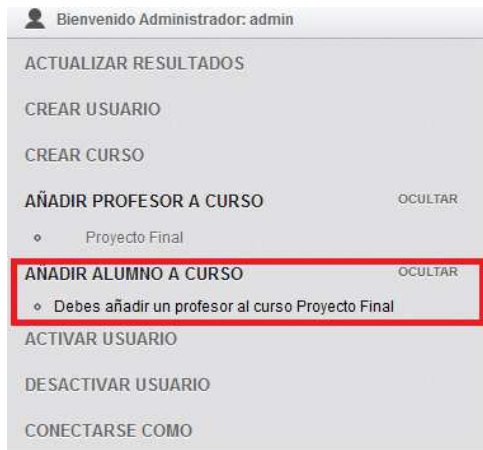 Bienvenido Administrador: admin
ACTUALIZAR RESULTADOS
CREAR USUARIO
CREAR CURSO
AÑADIR PROFESOR A CURSO OCULTAR
Proyecto Final
AÑADIR ALUMNO A CURSO OCULTAR
Debes añadir un profesor al curso Proyecto Final
ACTIVAR USUARIO
DESACTIVAR USUARIO
CONECTARSE COMO